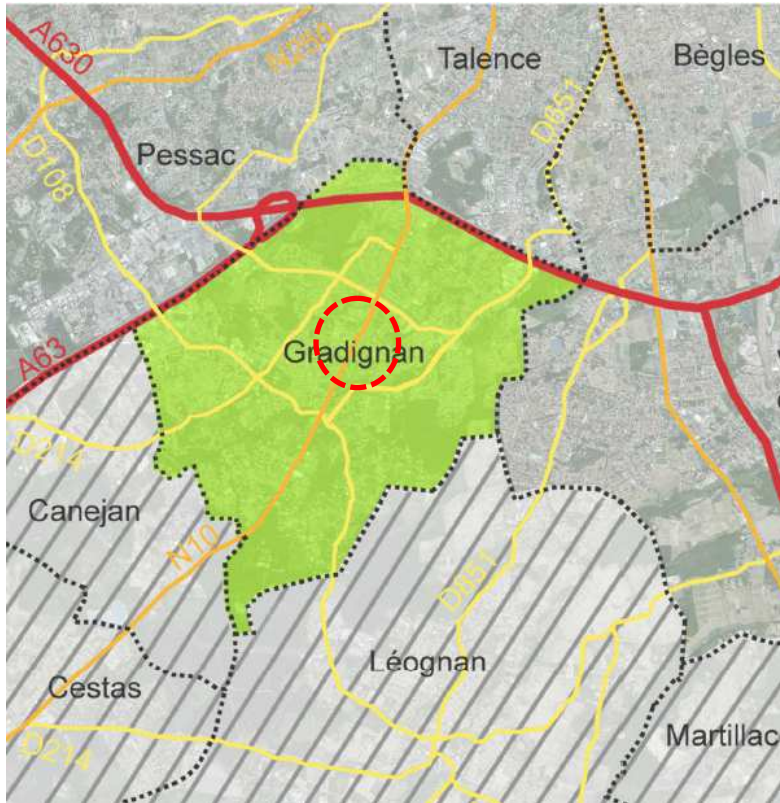 A630
N250
Talence
Bègles
D651
Pessac
D108
Gradignan
A63
D214
Canejan
N10
D651
Léognan
Cestas
D214
Martillac